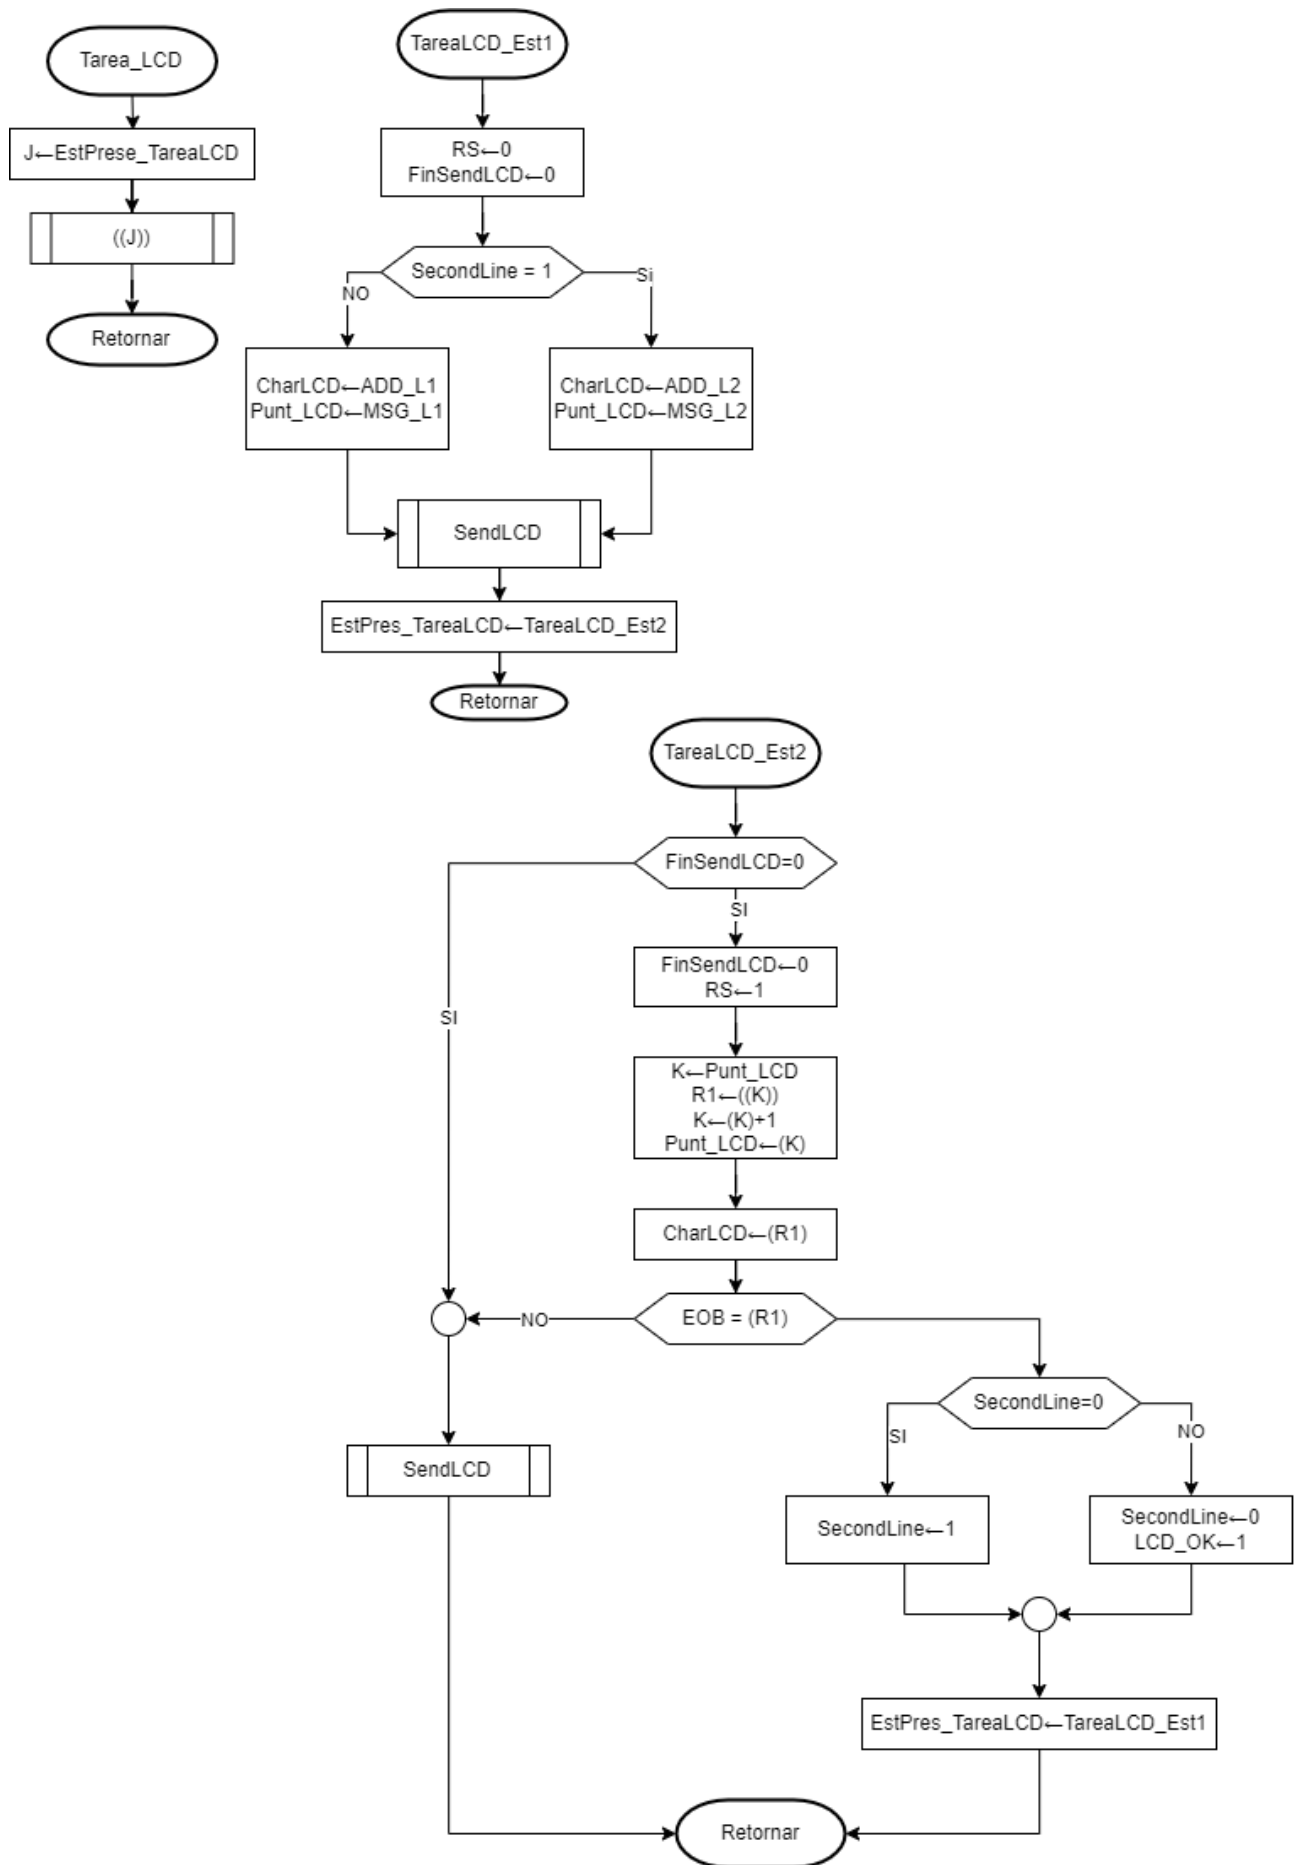 Tarea_LCD
J←EstPrese_TareaLCD
((J))
Retornar
TareaLCD_Est1
RS←0
FinSendLCD←0
SecondLine = 1
NO
Si
CharLCD←ADD_L1
Punt_LCD←MSG_L1
CharLCD←ADD_L2
Punt_LCD←MSG_L2
SendLCD
EstPres_TareaLCD←TareaLCD_Est2
Retornar
TareaLCD_Est2
FinSendLCD=0
SI
SI
FinSendLCD←0
RS←1
K←Punt_LCD
R1←((K))
K←(K)+1
Punt_LCD←(K)
CharLCD←(R1)
EOB = (R1)
NO
SecondLine=0
SI
NO
SendLCD
SecondLine←1
SecondLine←0
LCD_OK←1
EstPres_TareaLCD←TareaLCD_Est1
Retornar